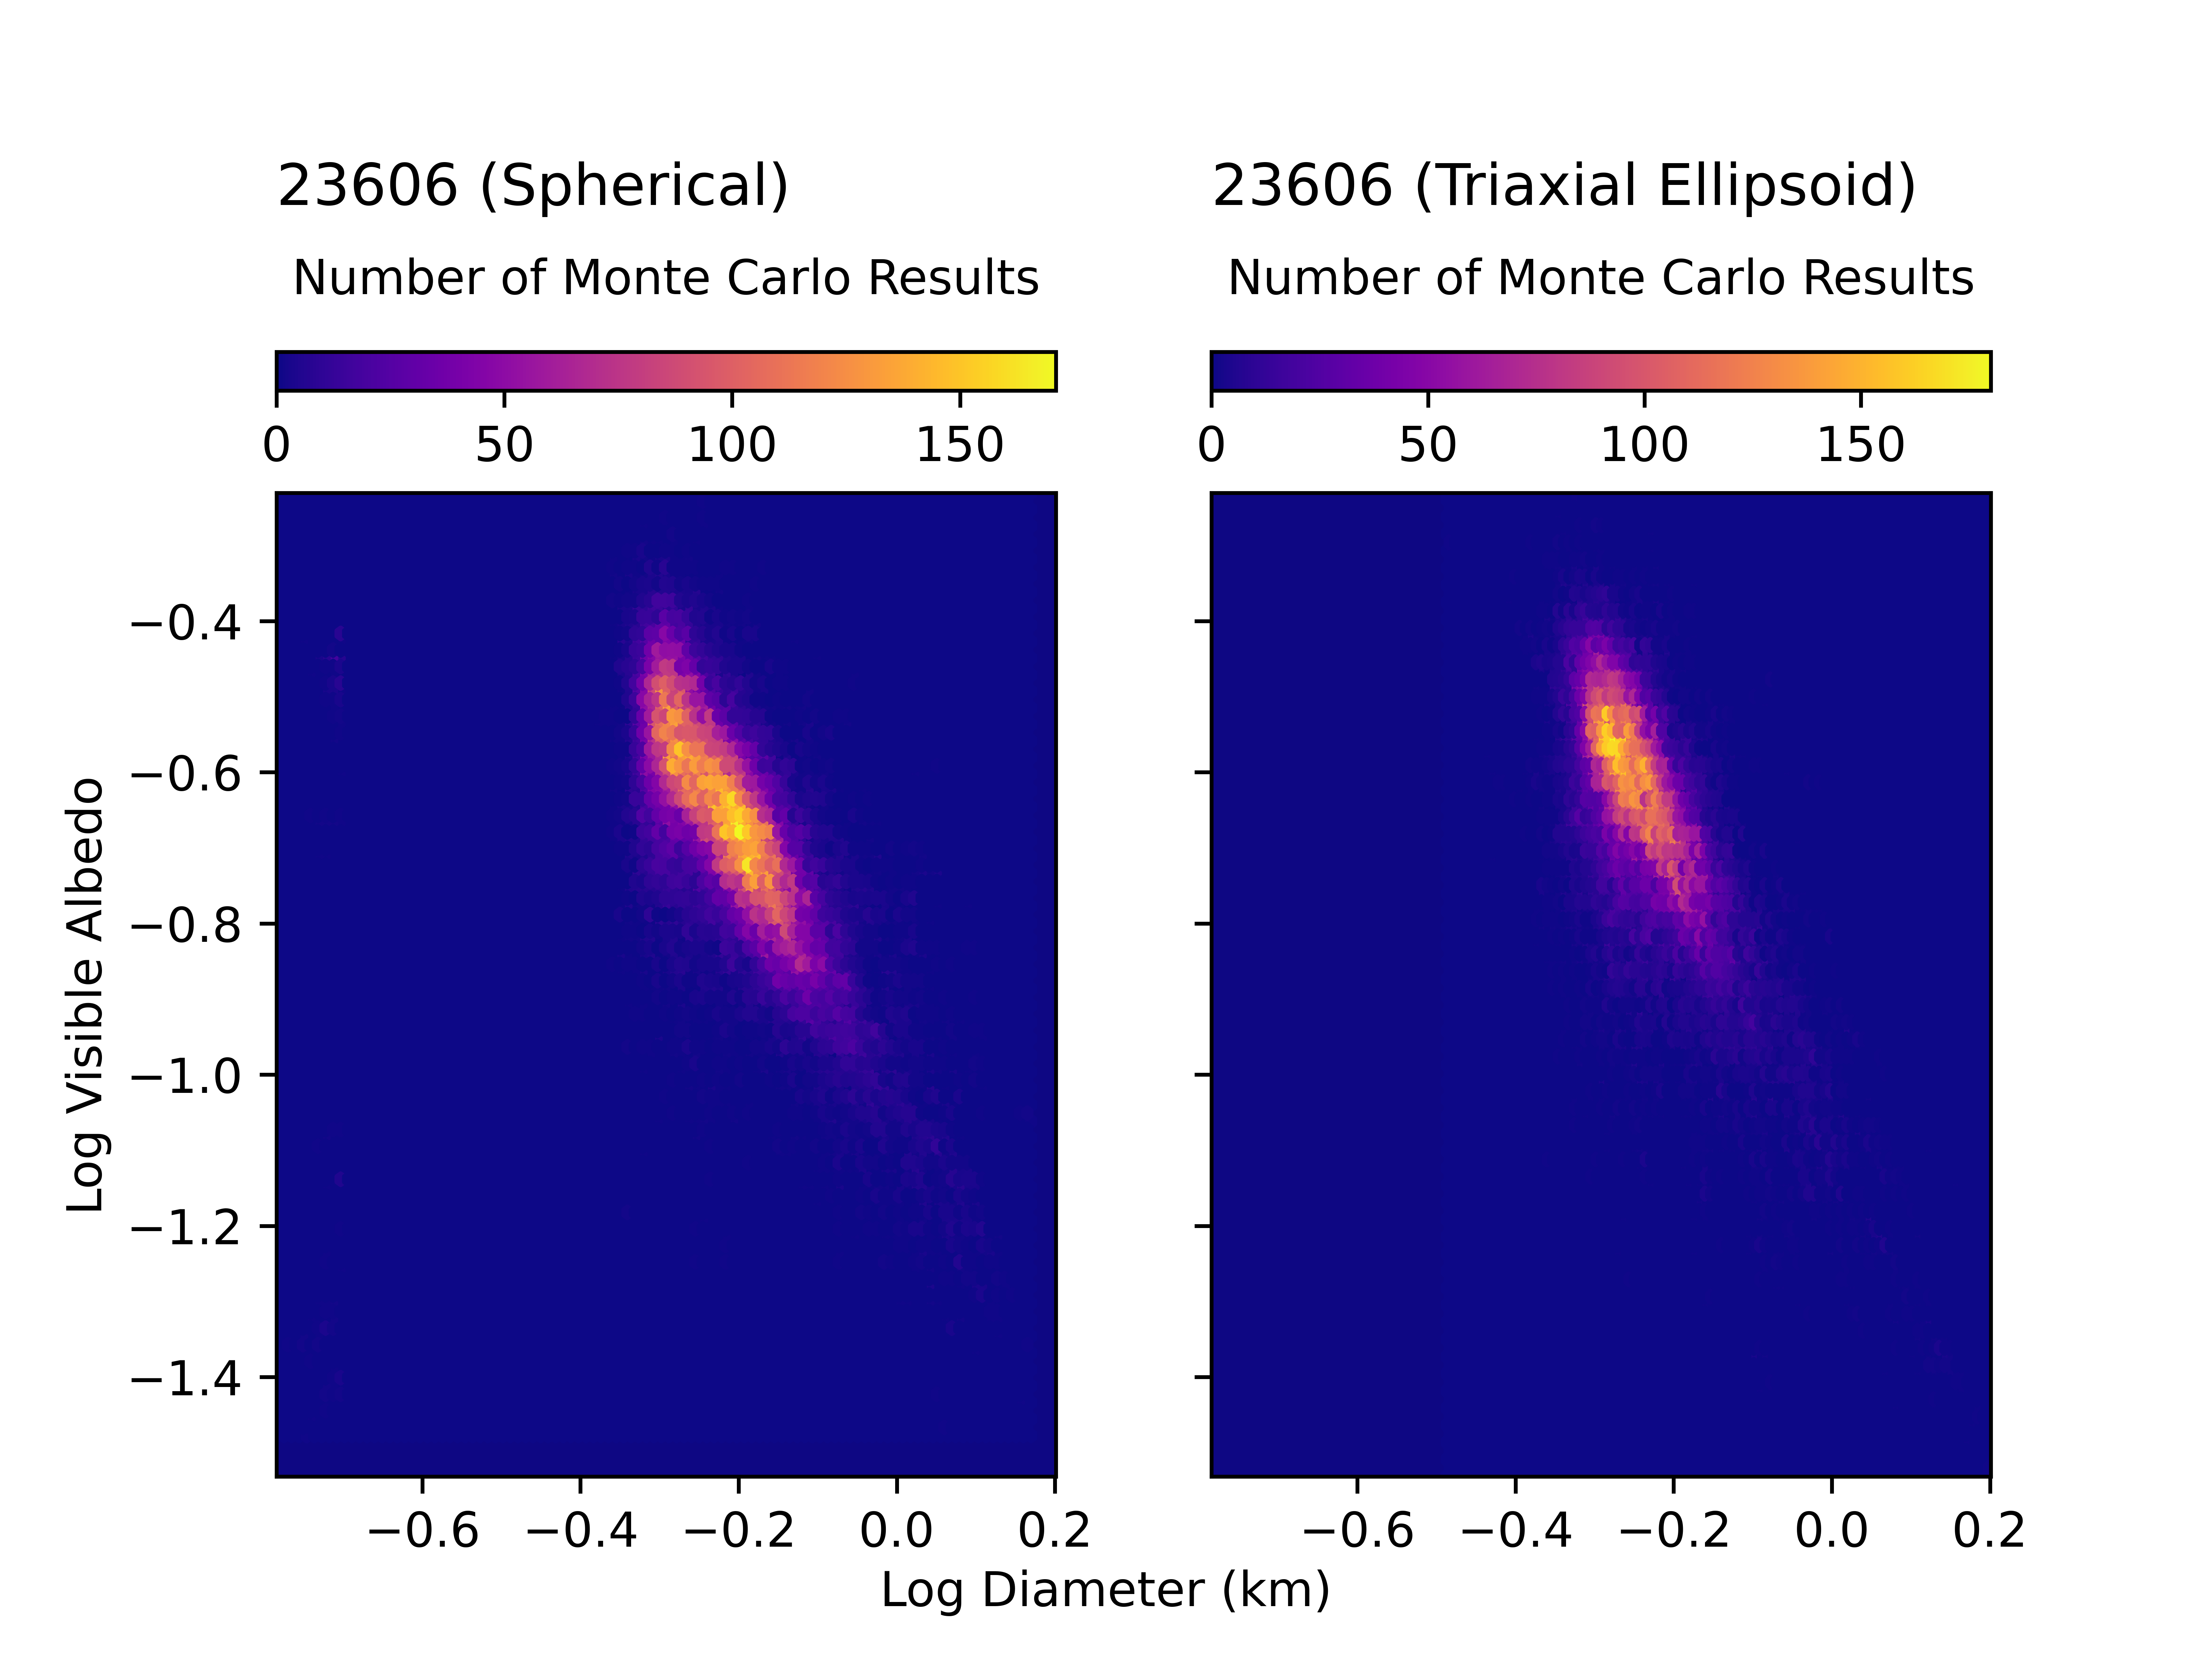 23606 (Spherical)
Number of Monte Carlo Results
0 50 100 150
23606 (Triaxial Ellipsoid)
Number of Monte Carlo Results
0 50 100 150
Log Visible Albedo
−0.4
−0.6
−0.8
−1.0
−1.2
−1.4
−0.6 −0.4 −0.2 0.0 0.2
−0.6 −0.4 −0.2 0.0 0.2
Log Diameter (km)